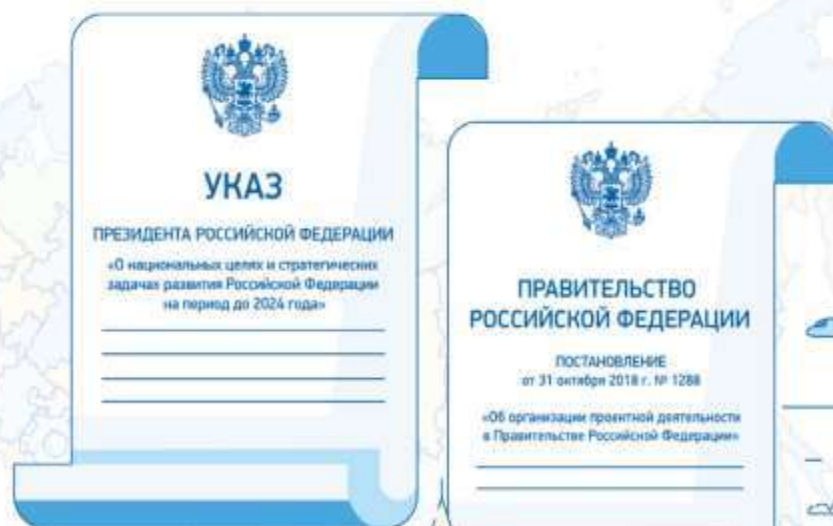 УКАЗ
ПРЕЗИДЕНТА РОССИЙСКОЙ ФЕДЕРАЦИИ
«О национальных целях и стратегических
задачах развития Российской Федерации
на период до 2024 года»
ПРАВИТЕЛЬСТВО
РОССИЙСКОЙ ФЕДЕРАЦИИ
ПОСТАНОВЛЕНИЕ
от 31 октября 2018 г. № 1288
«Об организации проектной деятельности
в Правительстве Российской Федерации»